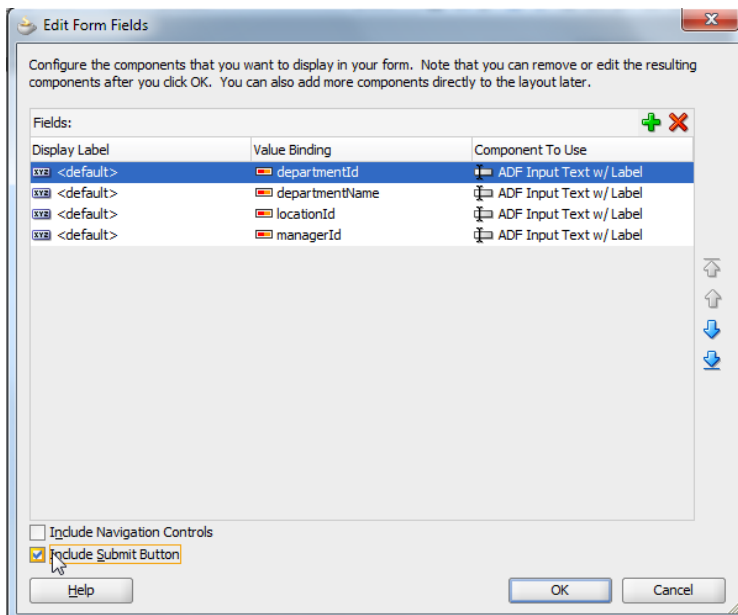 Edit Form Fields
Configure the components that you want to display in your form. Note that you can remove or edit the resulting
components after you click OK. You can also add more components directly to the layout later.
Fields:
Display Label Value Binding Component To Use
xyz <default> departmentId ADF Input Text w/ Label
xyz <default> departmentName ADF Input Text w/ Label
xyz <default> locationId ADF Input Text w/ Label
xyz <default> managerId ADF Input Text w/ Label
Include Navigation Controls
Include Submit Button
Help OK Cancel